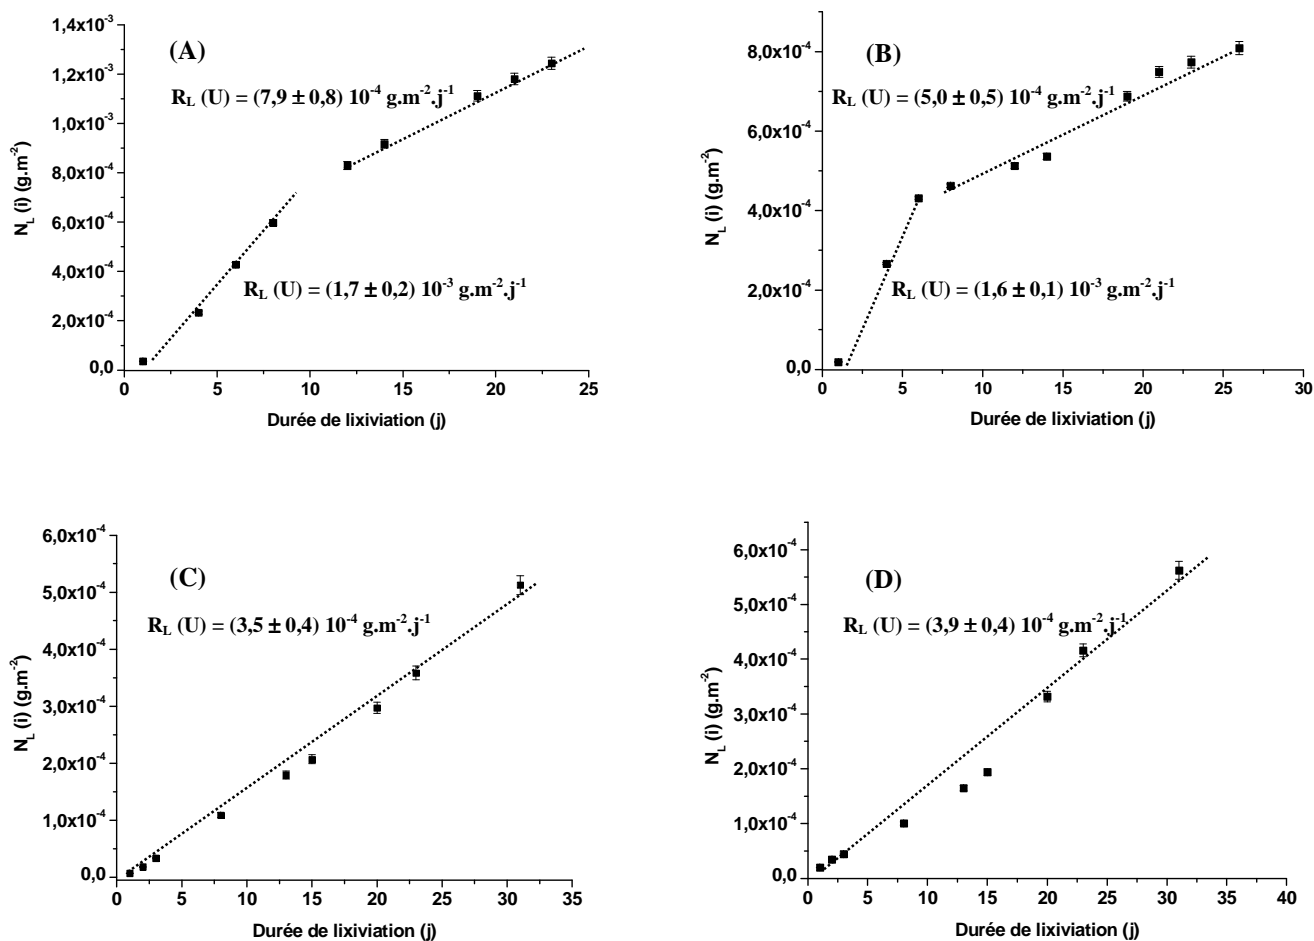 (A)
R_L (U) = (7,9 ± 0,8) 10⁻⁴ g.m⁻².j⁻¹
R_L (U) = (1,7 ± 0,2) 10⁻³ g.m⁻².j⁻¹
N_L (i) (g.m⁻²)
1,4x10⁻³
1,2x10⁻³
1,0x10⁻³
8,0x10⁻⁴
6,0x10⁻⁴
4,0x10⁻⁴
2,0x10⁻⁴
0,0
0 5 10 15 20 25
Durée de lixiviation (j)
(B)
R_L (U) = (5,0 ± 0,5) 10⁻⁴ g.m⁻².j⁻¹
R_L (U) = (1,6 ± 0,1) 10⁻³ g.m⁻².j⁻¹
N_L (i) (g.m⁻²)
8,0x10⁻⁴
6,0x10⁻⁴
4,0x10⁻⁴
2,0x10⁻⁴
0,0
0 5 10 15 20 25 30
Durée de lixiviation (j)
(C)
R_L (U) = (3,5 ± 0,4) 10⁻⁴ g.m⁻².j⁻¹
N_L (i) (g.m⁻²)
6,0x10⁻⁴
5,0x10⁻⁴
4,0x10⁻⁴
3,0x10⁻⁴
2,0x10⁻⁴
1,0x10⁻⁴
0,0
0 5 10 15 20 25 30 35
Durée de lixiviation (j)
(D)
R_L (U) = (3,9 ± 0,4) 10⁻⁴ g.m⁻².j⁻¹
N_L (i) (g.m⁻²)
6,0x10⁻⁴
5,0x10⁻⁴
4,0x10⁻⁴
3,0x10⁻⁴
2,0x10⁻⁴
1,0x10⁻⁴
0,0
0 5 10 15 20 25 30 35 40
Durée de lixiviation (j)